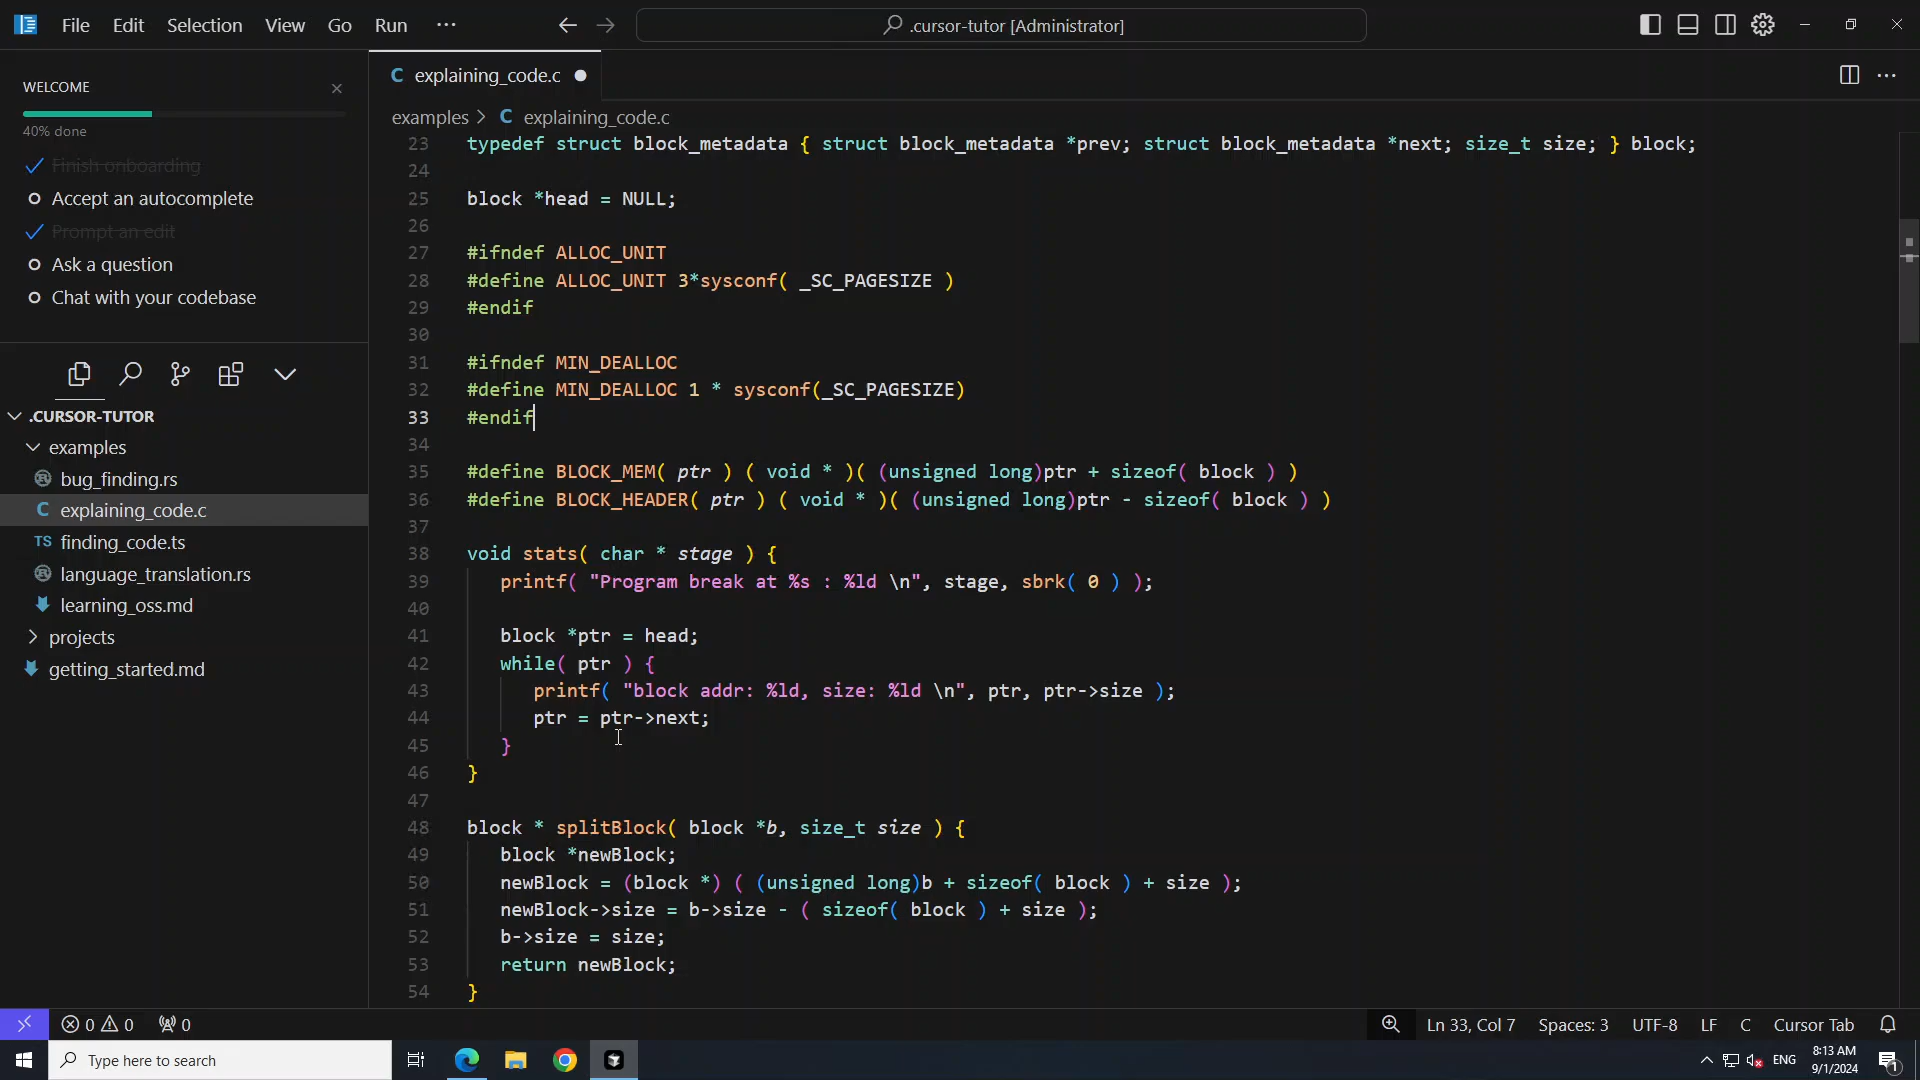 File Edit Selection View Go Run ···
.cursor-tutor [Administrator]
WELCOME
40% done
Finish onboarding
Accept an autocomplete
Prompt an edit
Ask a question
Chat with your codebase
.CURSOR-TUTOR
examples
bug_finding.rs
C explaining_code.c
TS finding_code.ts
language_translation.rs
learning_oss.md
projects
getting_started.md
C explaining_code.c
examples > C explaining_code.c
23 typedef struct block_metadata { struct block_metadata *prev; struct block_metadata *next; size_t size; } block;
24
25 block *head = NULL;
26
27 #ifndef ALLOC_UNIT
28 #define ALLOC_UNIT 3*sysconf( _SC_PAGESIZE )
29 #endif
30
31 #ifndef MIN_DEALLOC
32 #define MIN_DEALLOC 1 * sysconf(_SC_PAGESIZE)
33 #endif
34
35 #define BLOCK_MEM( ptr ) ( void * )( (unsigned long)ptr + sizeof( block ) )
36 #define BLOCK_HEADER( ptr ) ( void * )( (unsigned long)ptr - sizeof( block ) )
37
38 void stats( char * stage ) {
39 printf( "Program break at %s : %ld \n", stage, sbrk( 0 ) );
40
41 block *ptr = head;
42 while( ptr ) {
43 printf( "block addr: %ld, size: %ld \n", ptr, ptr->size );
44 ptr = ptr->next;
45 }
46 }
47
48 block * splitBlock( block *b, size_t size ) {
49 block *newBlock;
50 newBlock = (block *) ( (unsigned long)b + sizeof( block ) + size );
51 newBlock->size = b->size - ( sizeof( block ) + size );
52 b->size = size;
53 return newBlock;
54 }
0 0 0
Ln 33, Col 7 Spaces: 3 UTF-8 LF C Cursor Tab
Type here to search
ENG
8:13 AM
9/1/2024
1